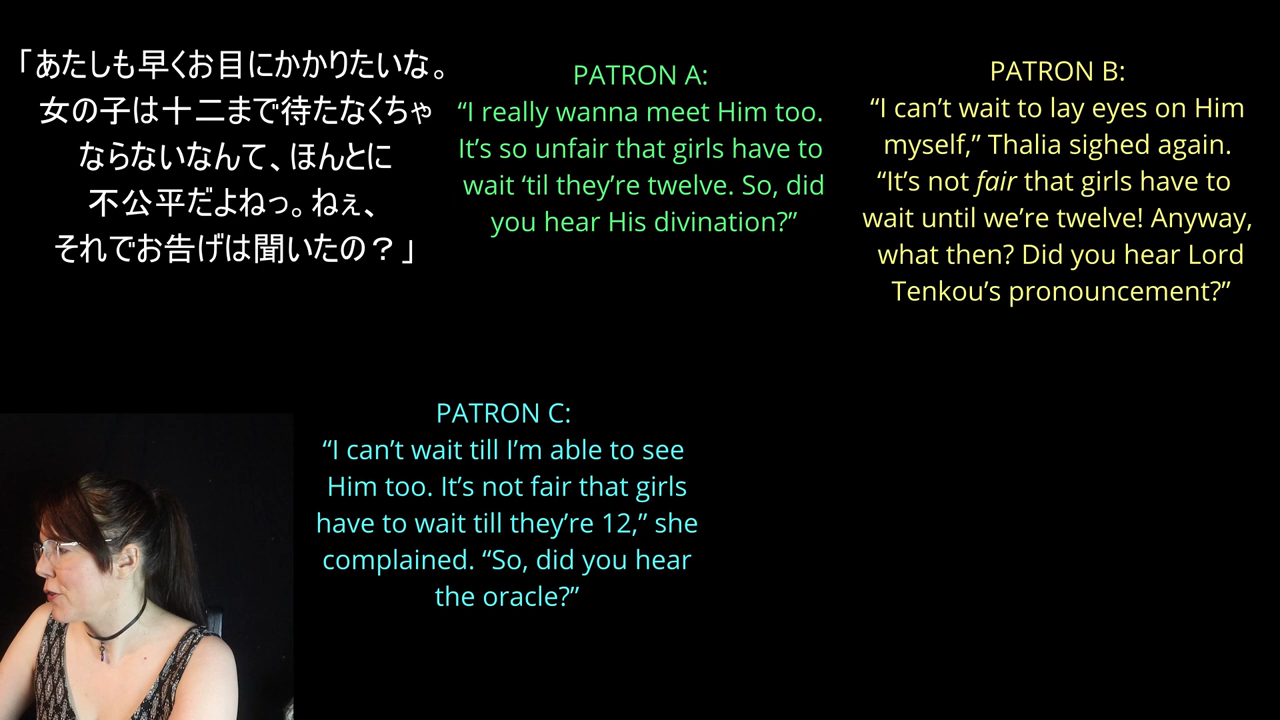 「あたしも早くお目にかかりたいな。
女の子は十二まで待たなくちゃ
ならないなんて、ほんとに
不公平だよねっ。ねぇ、
それでお告げは聞いたの？」
PATRON A:
“I really wanna meet Him too.
It’s so unfair that girls have to
wait ‘til they’re twelve. So, did
you hear His divination?”
PATRON B:
“I can’t wait to lay eyes on Him
myself,” Thalia sighed again.
“It’s not fair that girls have to
wait until we’re twelve! Anyway,
what then? Did you hear Lord
Tenkou’s pronouncement?”
PATRON C:
“I can’t wait till I’m able to see
Him too. It’s not fair that girls
have to wait till they’re 12,” she
complained. “So, did you hear
the oracle?”